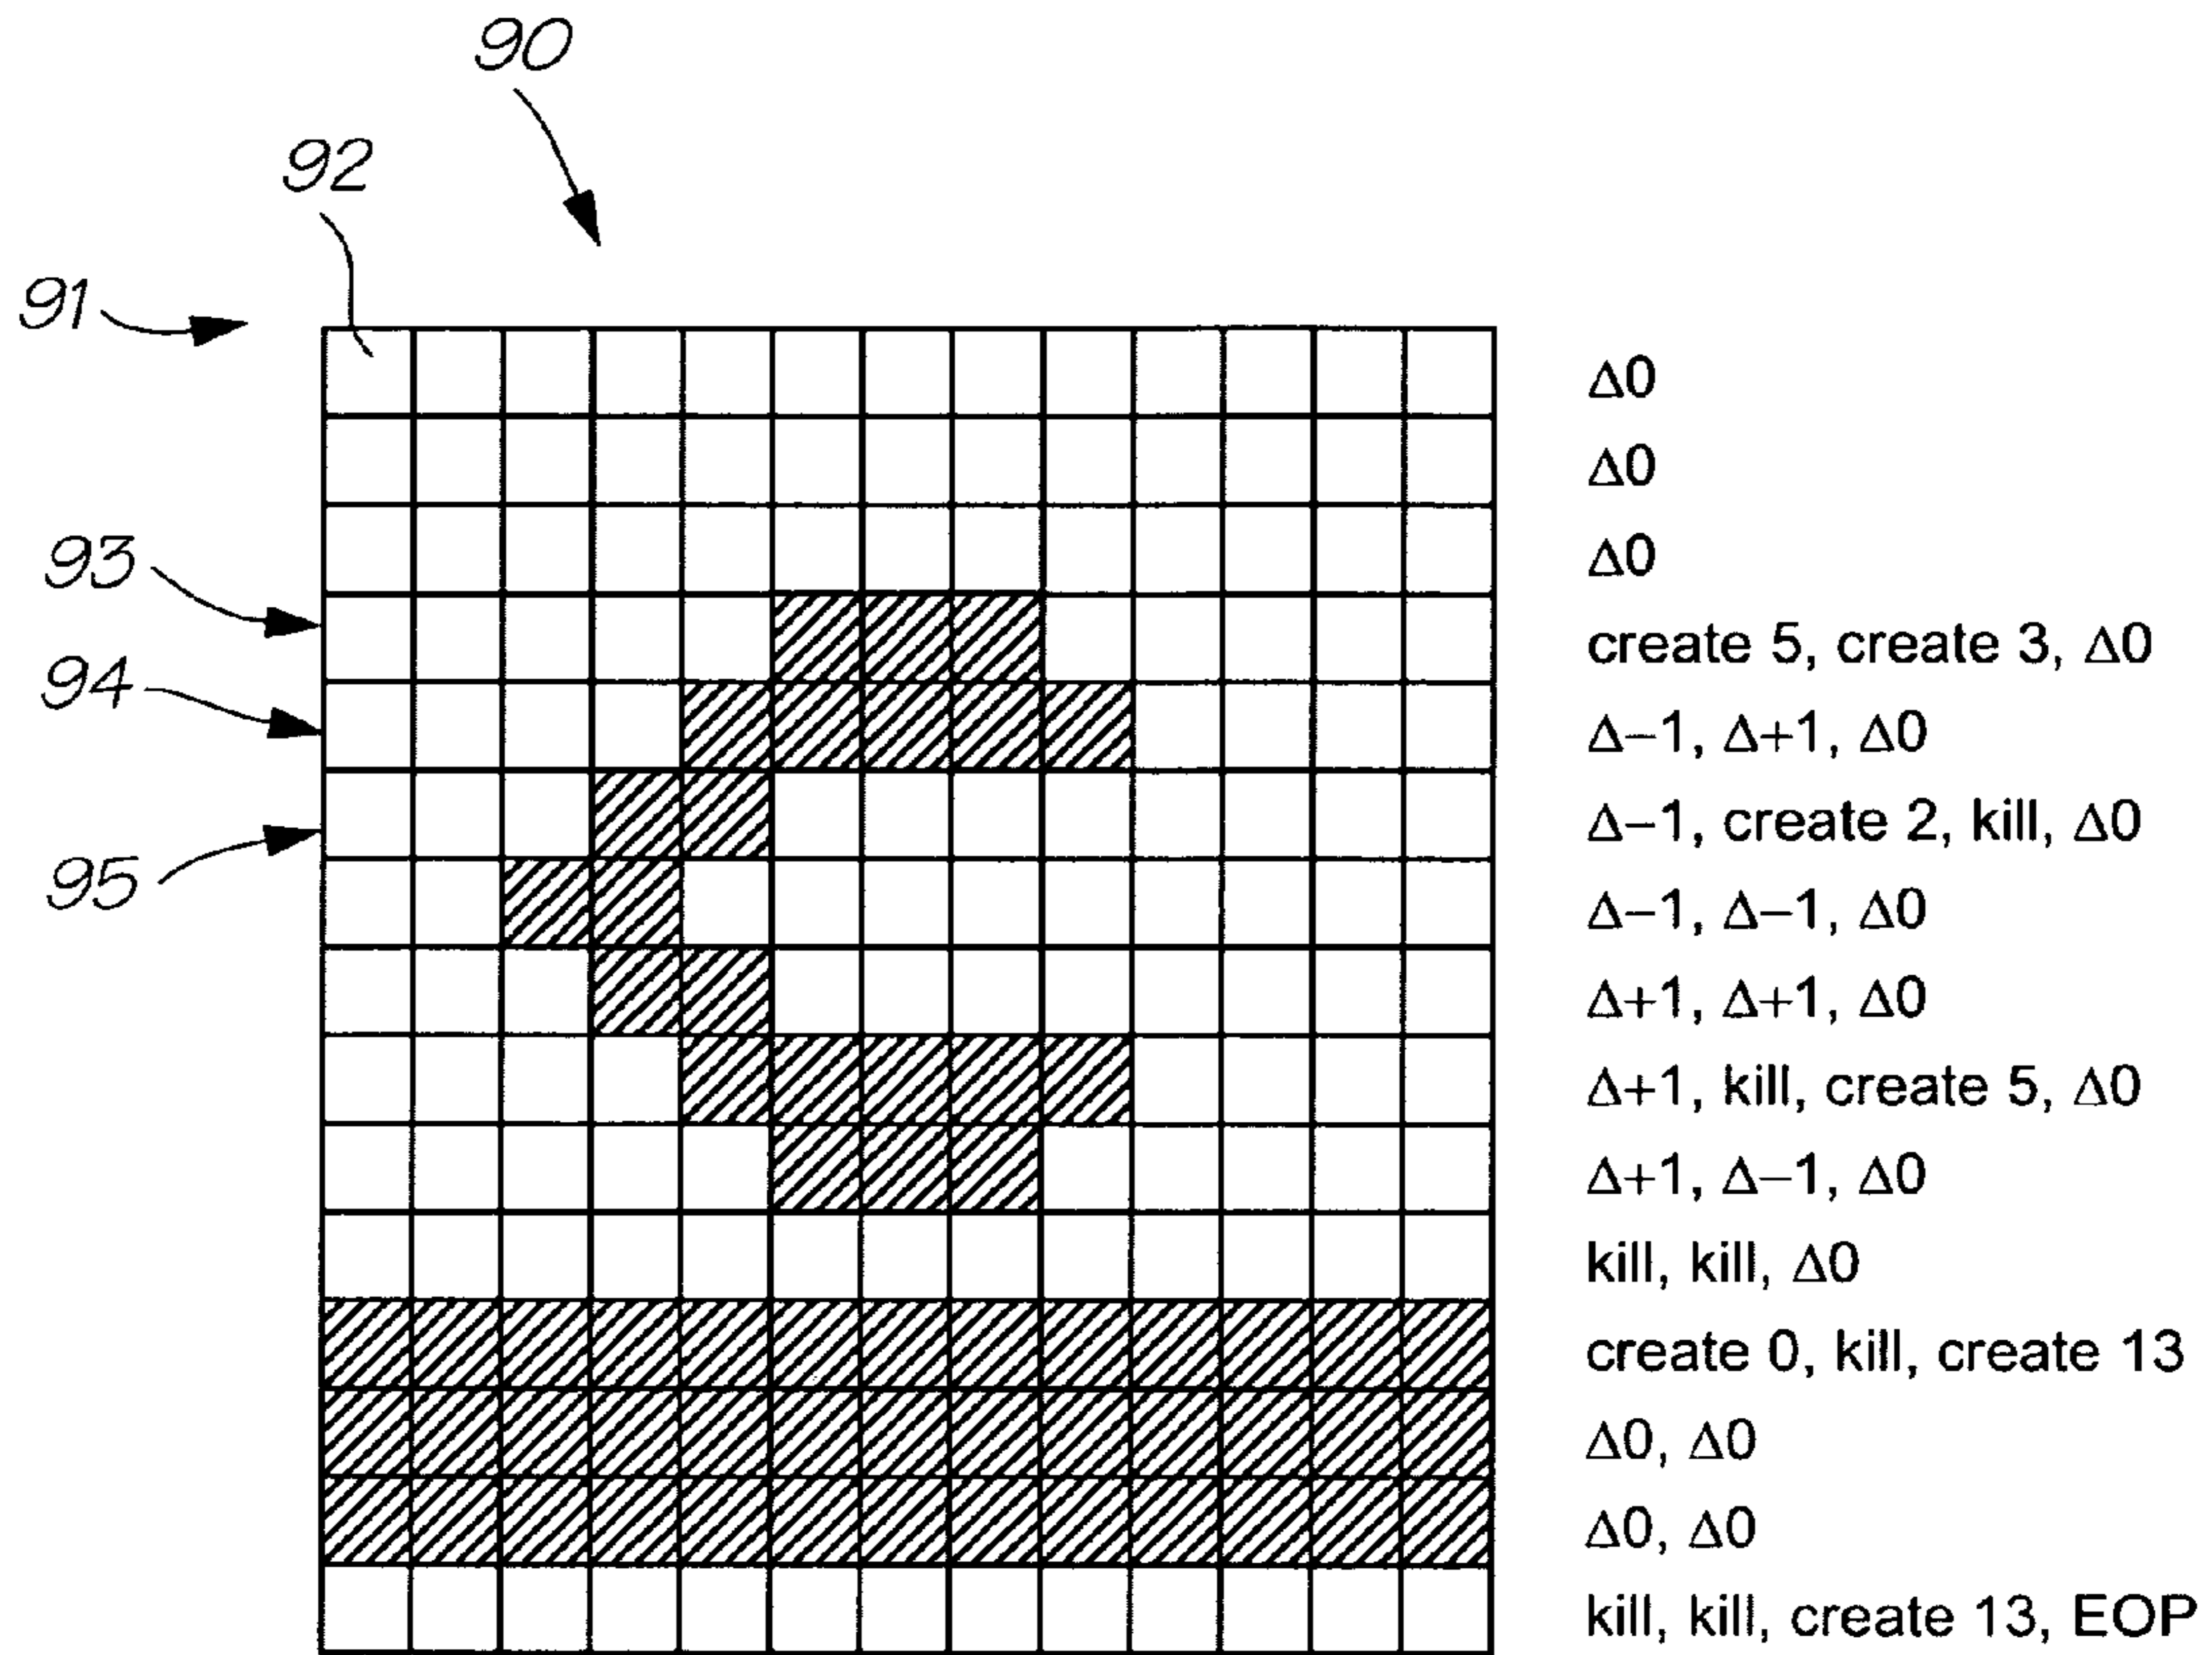 90
92
91
Δ0
Δ0
Δ0
93
create 5, create 3, Δ0
94
Δ−1, Δ+1, Δ0
Δ−1, create 2, kill, Δ0
95
Δ−1, Δ−1, Δ0
Δ+1, Δ+1, Δ0
Δ+1, kill, create 5, Δ0
Δ+1, Δ−1, Δ0
kill, kill, Δ0
create 0, kill, create 13
Δ0, Δ0
Δ0, Δ0
kill, kill, create 13, EOP